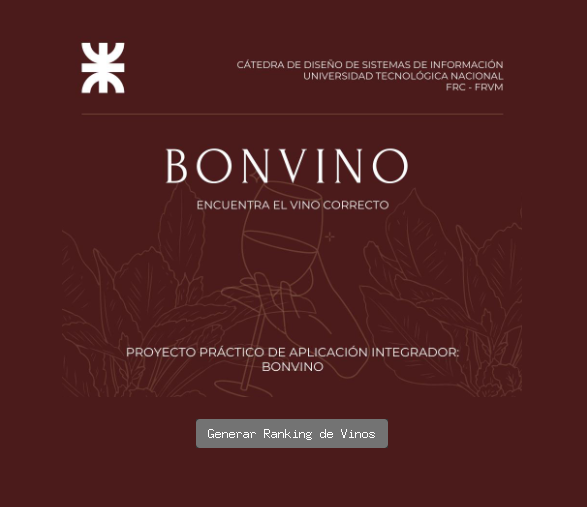 CÁTEDRA DE DISEÑO DE SISTEMAS DE INFORMACIÓN
UNIVERSIDAD TECNOLÓGICA NACIONAL
FRC - FRVM
BONVINO
ENCUENTRA EL VINO CORRECTO
PROYECTO PRÁCTICO DE APLICACIÓN INTEGRADOR:
BONVINO
Generar Ranking de Vinos